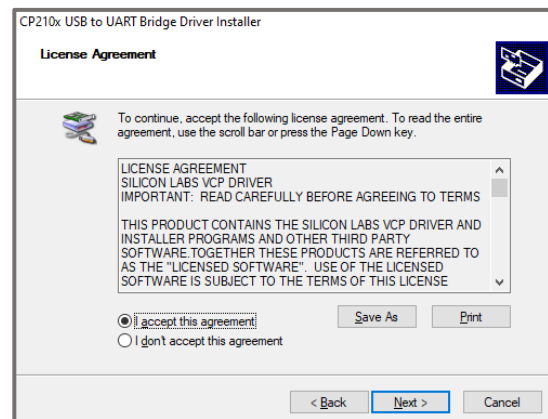 CP210x USB to UART Bridge Driver Installer
License Agreement
To continue, accept the following license agreement. To read the entire
agreement, use the scroll bar or press the Page Down key.
LICENSE AGREEMENT
SILICON LABS VCP DRIVER
IMPORTANT:  READ CAREFULLY BEFORE AGREEING TO TERMS
THIS PRODUCT CONTAINS THE SILICON LABS VCP DRIVER AND
INSTALLER PROGRAMS AND OTHER THIRD PARTY
SOFTWARE.TOGETHER THESE PRODUCTS ARE REFERRED TO
AS THE "LICENSED SOFTWARE".  USE OF THE LICENSED
SOFTWARE IS SUBJECT TO THE TERMS OF THIS LICENSE
I accept this agreement
Save As
Print
I don't accept this agreement
< Back
Next >
Cancel